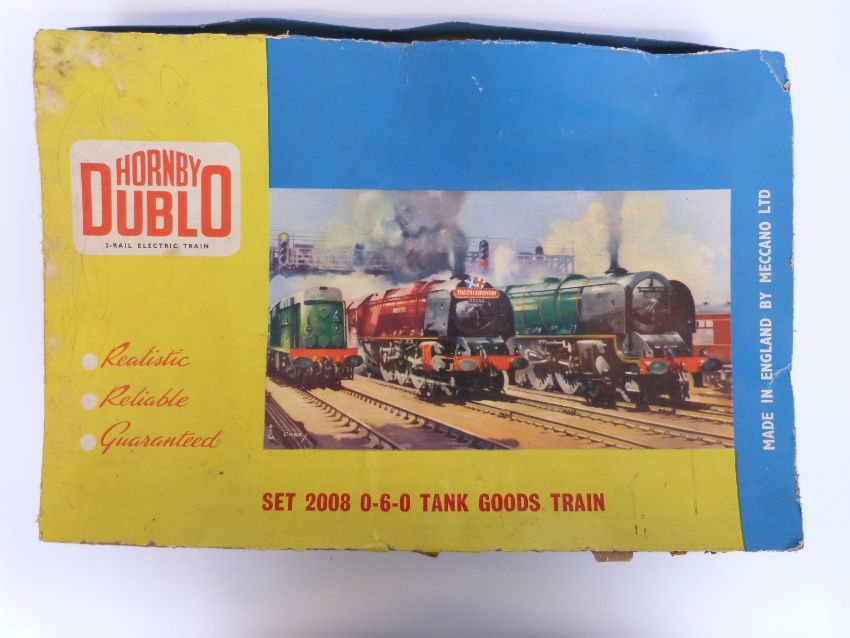 HORNBY
DUBLO
2-RAIL ELECTRIC TRAIN
Realistic
Reliable
Guaranteed
THE CALEDONIAN
SET 2008 0-6-0 TANK GOODS TRAIN
MADE IN ENGLAND BY MECCANO LTD